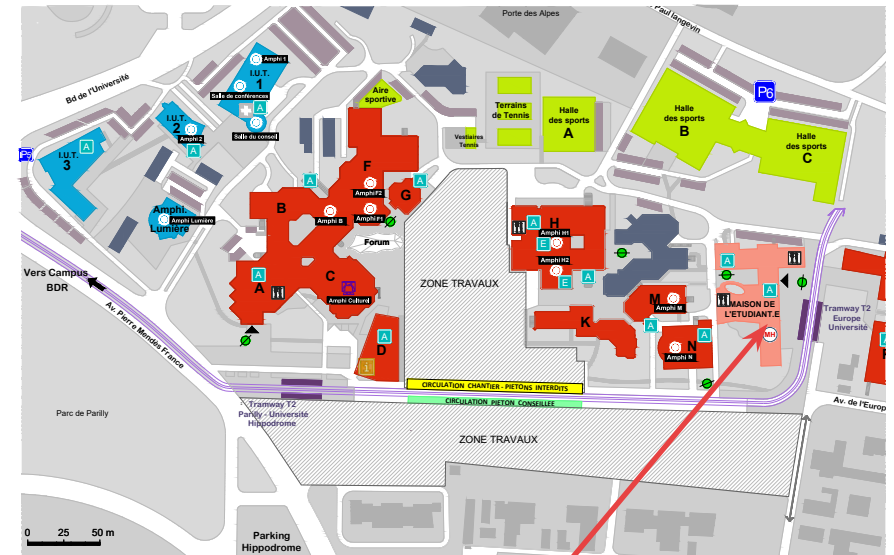 Porte des Alpes
Paul langevin
Bd de l'Université
Amphi 1
I.U.T.
1
Salle de conférences
A
Salle du conseil
I.U.T.
2
Amphi 2
A
A
I.U.T.
3
Amphi.
Lumière
Amphi Lumière
Aire
sportive
Terrains
de Tennis
Vestiaires
Tennis
Halle
des sports
A
Halle
des sports
B
P6
Halle
des sports
C
F
Amphi F2
Amphi F1
A
G
A
B
Amphi B
Forum
A
A
C
Amphi Culturel
D
A
i
ZONE TRAVAUX
H
A
Amphi H1
E
Amphi H2
E
A
K
M
Amphi M
A
N
A
Amphi N
A
A
MAISON DE
L'ETUDIANT.E
MH
Tramway T2
Europe
Université
A
Vers Campus
BDR
Av. Pierre Mendes France
CIRCULATION CHANTIER - PIETONS INTERDITS
CIRCULATION PIETON CONSEILLEE
Tramway T2
Parilly - Université
Hippodrome
Av. de l'Europ
Parc de Parilly
ZONE TRAVAUX
0 25 50 m
Parking
Hippodrome